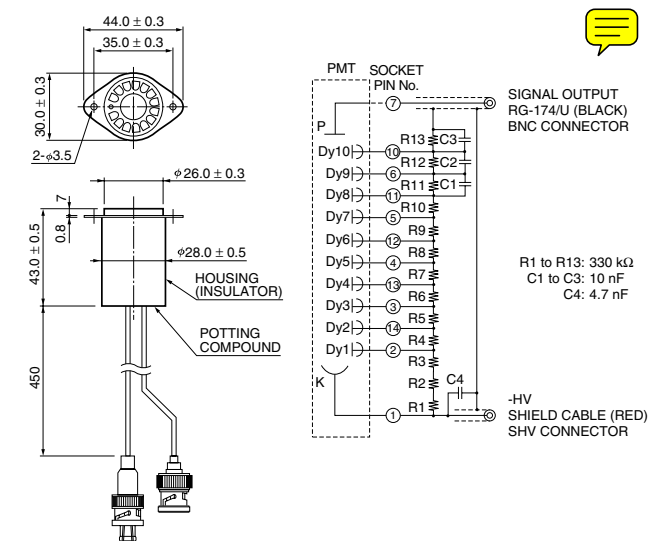 44.0 ± 0.3
35.0 ± 0.3
30.0 ± 0.3
2-φ3.5
φ26.0 ± 0.3
7
0.8
43.0 ± 0.5
φ28.0 ± 0.5
HOUSING
(INSULATOR)
POTTING
COMPOUND
450
PMT
SOCKET
PIN No.
7
SIGNAL OUTPUT
RG-174/U (BLACK)
BNC CONNECTOR
P
R13 C3
Dy10 10
R12 C2
Dy9 6
R11 C1
Dy8 11
R10
Dy7 5
R9
Dy6 12
R8
Dy5 4
R7
Dy4 13
R6
Dy3 3
R5
Dy2 14
R4
Dy1 2
R3
K
R2 C4
R1
1
R1 to R13: 330 kΩ
C1 to C3: 10 nF
C4: 4.7 nF
-HV
SHIELD CABLE (RED)
SHV CONNECTOR